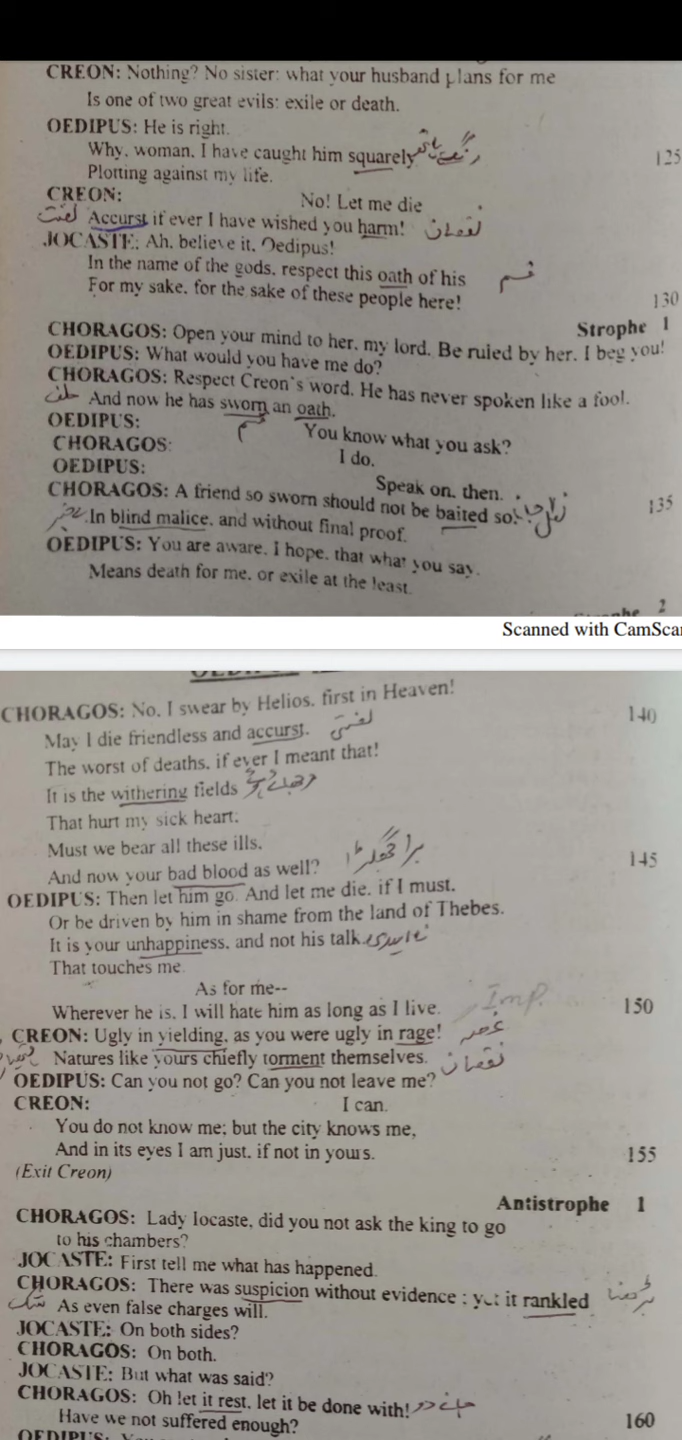 CREON: Nothing? No sister: what your husband plans for me
Is one of two great evils: exile or death.
OEDIPUS: He is right.
Why, woman, I have caught him squarely رنگے ہاتھ 125
Plotting against my life.
CREON: No! Let me die
لعنت Accurst if ever I have wished you harm! نقصان
JOCASTE: Ah, believe it, Oedipus!
In the name of the gods, respect this oath of his قسم
For my sake, for the sake of these people here! 130
Strophe 1
CHORAGOS: Open your mind to her, my lord. Be ruled by her, I beg you!
OEDIPUS: What would you have me do?
CHORAGOS: Respect Creon's word. He has never spoken like a fool.
حلف And now he has sworn an oath.
قسم
OEDIPUS: You know what you ask?
CHORAGOS: I do.
OEDIPUS: Speak on, then.
CHORAGOS: A friend so sworn should not be baited so, 135
In blind malice, and without final proof.
OEDIPUS: You are aware, I hope, that what you say
Means death for me, or exile at the least.
2
Scanned with CamScan
CHORAGOS: No, I swear by Helios, first in Heaven! 140
May I die friendless and accurst. لعنتی
The worst of deaths, if ever I meant that!
It is the withering fields
That hurt my sick heart:
Must we bear all these ills,
And now your bad blood as well? برا جھگڑا 145
OEDIPUS: Then let him go. And let me die, if I must,
Or be driven by him in shame from the land of Thebes.
It is your unhappiness, and not his talk
That touches me.
As for me--
Wherever he is, I will hate him as long as I live. Imp. 150
CREON: Ugly in yielding, as you were ugly in rage! غصہ
Natures like yours chiefly torment themselves. نقصان
OEDIPUS: Can you not go? Can you not leave me?
CREON: I can.
You do not know me; but the city knows me,
And in its eyes I am just, if not in yours. 155
(Exit Creon)
Antistrophe 1
CHORAGOS: Lady Iocaste, did you not ask the king to go
to his chambers?
JOCASTE: First tell me what has happened.
CHORAGOS: There was suspicion without evidence : yet it rankled
شک As even false charges will.
JOCASTE: On both sides?
CHORAGOS: On both.
JOCASTE: But what was said?
CHORAGOS: Oh let it rest, let it be done with! جانے دو
Have we not suffered enough? 160
OEDIPUS: